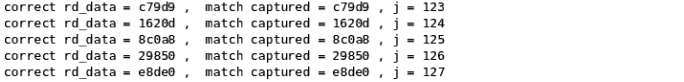 correct rd_data = c79d9 ,  match captured = c79d9 , j = 123
correct rd_data = 1620d ,  match captured = 1620d , j = 124
correct rd_data = 8c0a8 ,  match captured = 8c0a8 , j = 125
correct rd_data = 29850 ,  match captured = 29850 , j = 126
correct rd_data = e8de0 ,  match captured = e8de0 , j = 127